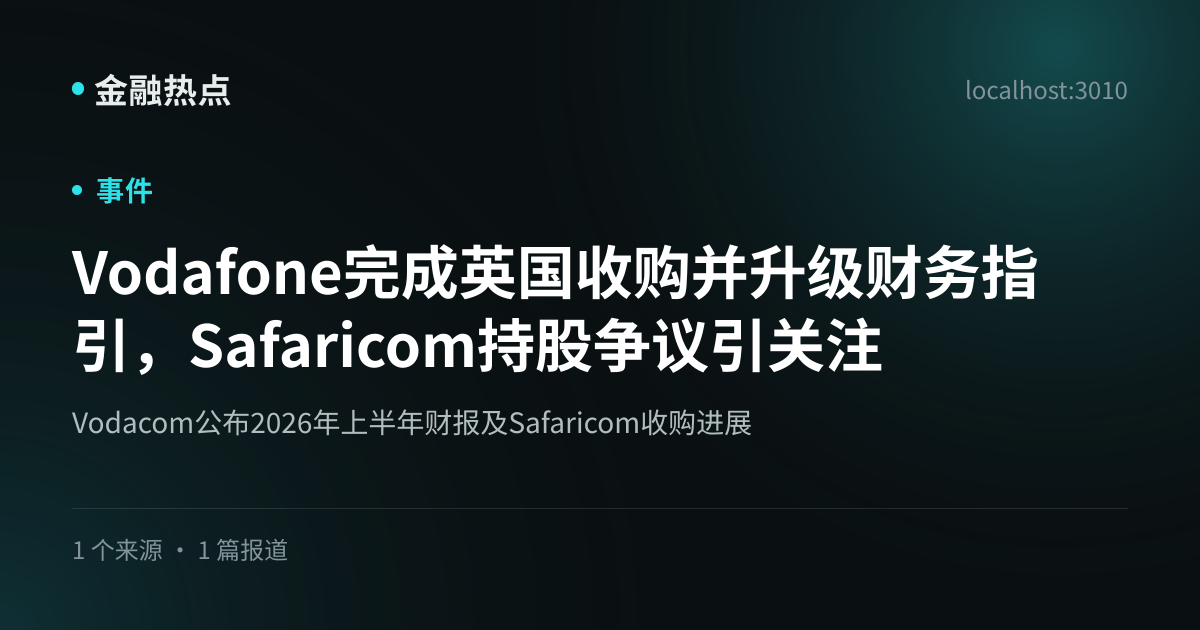 金融热点
localhost:3010
事件
Vodafone完成英国收购并升级财务指
引，Safaricom持股争议引关注
Vodacom公布2026年上半年财报及Safaricom收购进展
1 个来源 · 1 篇报道